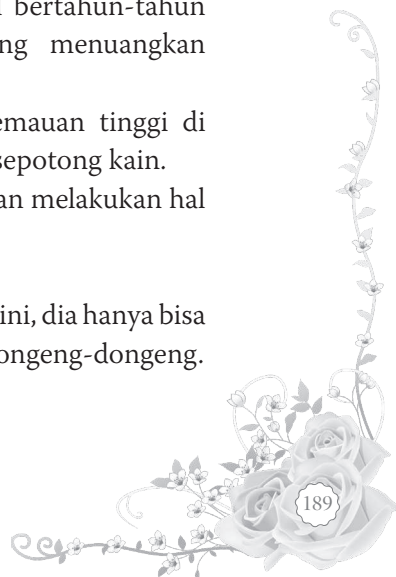 bertahun-tahun
ng menuangkan
emauan tinggi di
sepotong kain.
an melakukan hal
ini, dia hanya bisa
ongeng-dongeng.
189